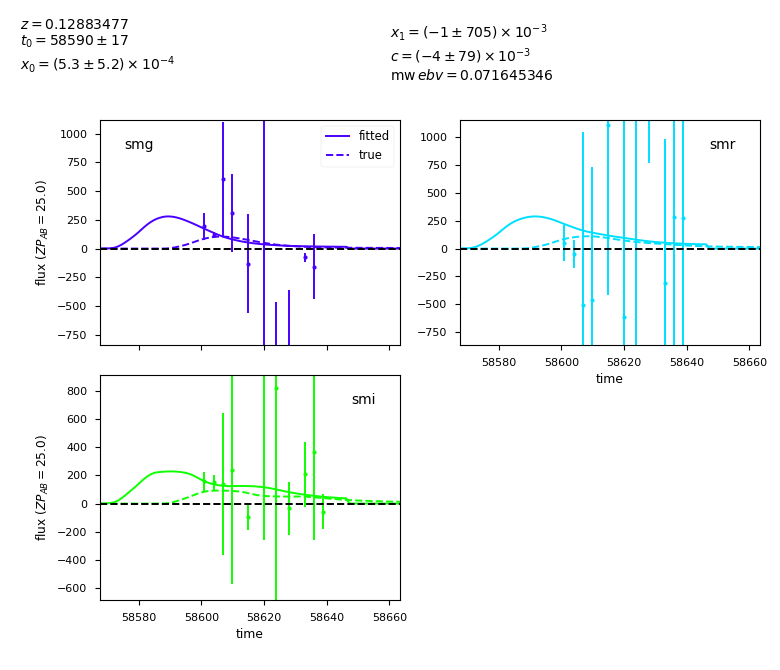 z = 0.12883477
t₀ = 58590 ± 17
x₀ = (5.3 ± 5.2) × 10⁻⁴
x₁ = (−1 ± 705) × 10⁻³
c = (−4 ± 79) × 10⁻³
mw ebv = 0.071645346
smg
fitted
true
1000
750
500
250
0
−250
−500
−750
flux (ZP_AB = 25.0)
smr
1000
750
500
250
0
−250
−500
−750
58580 58600 58620 58640 58660
time
smi
800
600
400
200
0
−200
−400
−600
flux (ZP_AB = 25.0)
58580 58600 58620 58640 58660
time